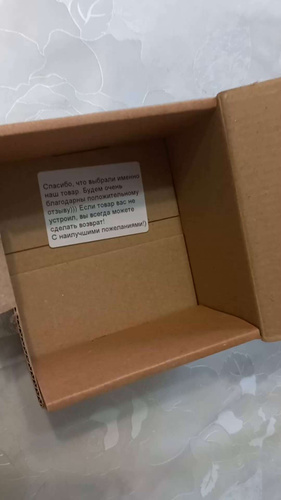 Спасибо, что выбрали именно
наш товар. Будем очень
благодарны положительному
отзыву))) Если товар вас не
устроил, вы всегда можете
сделать возврат!
С наилучшими пожеланиями!)